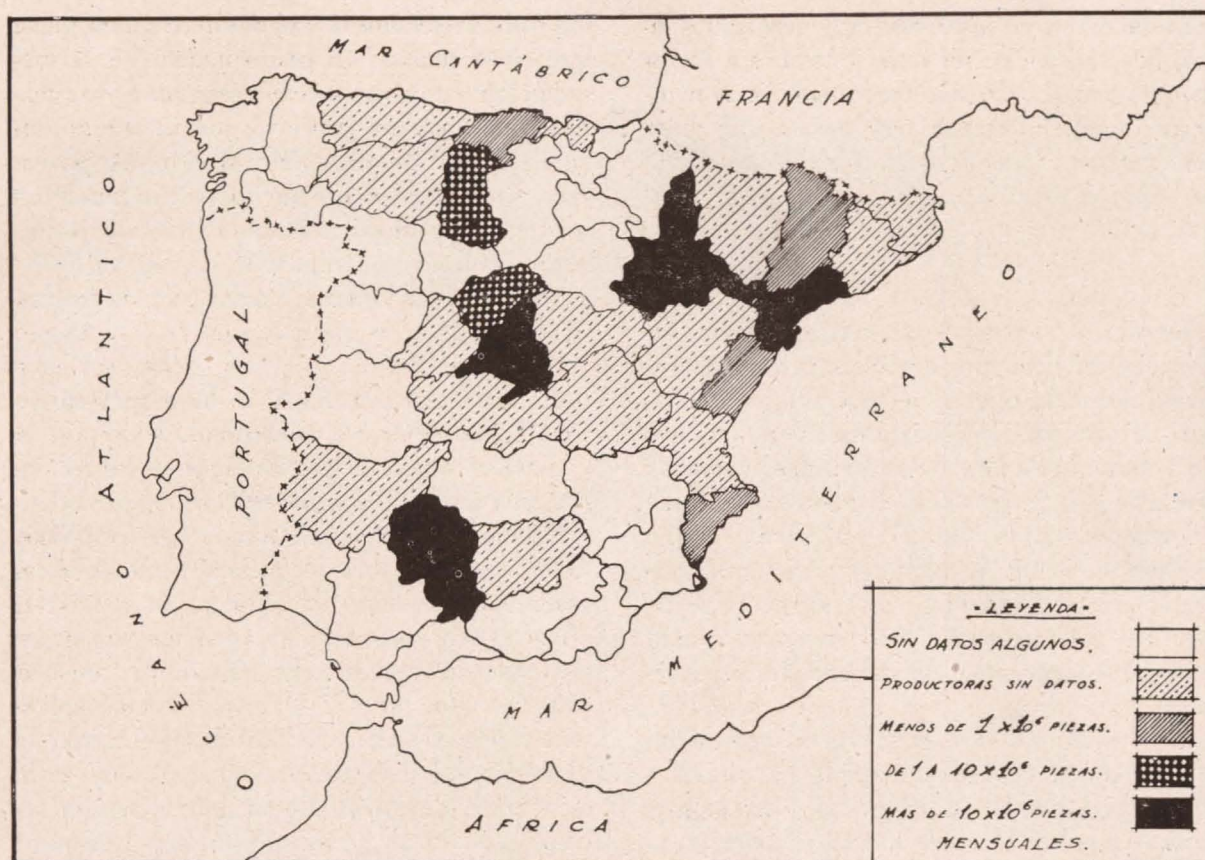 MAR CANTÁBRICO
FRANCIA
OCEANO ATLANTICO
PORTUGAL
MAR MEDITERRANEO
AFRICA
- LEYENDA -
SIN DATOS ALGUNOS.
PRODUCTORAS SIN DATOS.
MENOS DE 1 x 10⁶ PIEZAS.
DE 1 A 10 x 10⁶ PIEZAS.
MAS DE 10 x 10⁶ PIEZAS.
MENSUALES.